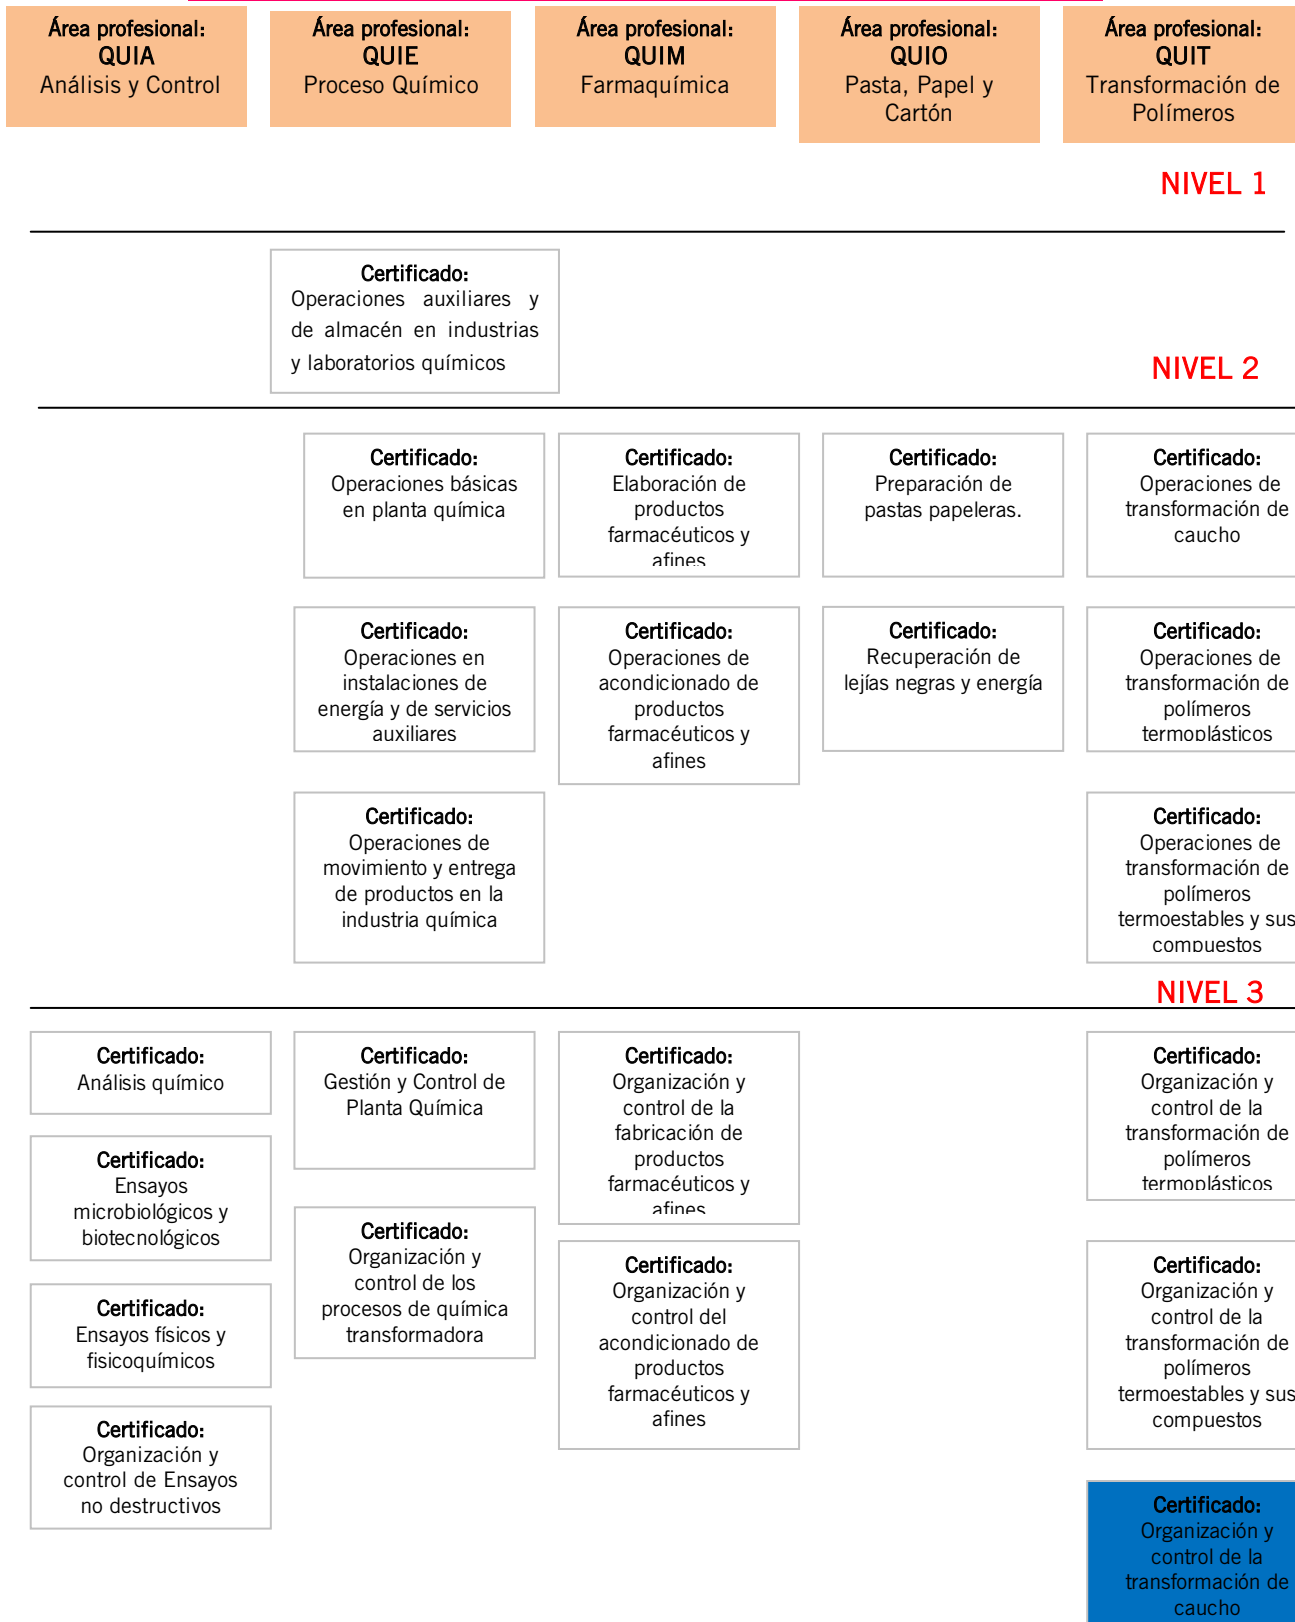 Área profesional:
QUIA
Análisis y Control
Área profesional:
QUIE
Proceso Químico
Área profesional:
QUIM
Farmaquímica
Área profesional:
QUIO
Pasta, Papel y
Cartón
Área profesional:
QUIT
Transformación de
Polímeros
NIVEL 1
Certificado:
Operaciones auxiliares y
de almacén en industrias
y laboratorios químicos
NIVEL 2
Certificado:
Operaciones básicas
en planta química
Certificado:
Elaboración de
productos
farmacéuticos y
afines
Certificado:
Preparación de
pastas papeleras.
Certificado:
Operaciones de
transformación de
caucho
Certificado:
Operaciones en
instalaciones de
energía y de servicios
auxiliares
Certificado:
Operaciones de
acondicionado de
productos
farmacéuticos y
afines
Certificado:
Recuperación de
lejías negras y energía
Certificado:
Operaciones de
transformación de
polímeros
termoplásticos
Certificado:
Operaciones de
movimiento y entrega
de productos en la
industria química
Certificado:
Operaciones de
transformación de
polímeros
termoestables y sus
compuestos
NIVEL 3
Certificado:
Análisis químico
Certificado:
Ensayos
microbiológicos y
biotecnológicos
Certificado:
Ensayos físicos y
fisicoquímicos
Certificado:
Organización y
control de Ensayos
no destructivos
Certificado:
Gestión y Control de
Planta Química
Certificado:
Organización y
control de los
procesos de química
transformadora
Certificado:
Organización y
control de la
fabricación de
productos
farmacéuticos y
afines
Certificado:
Organización y
control del
acondicionado de
productos
farmacéuticos y
afines
Certificado:
Organización y
control de la
transformación de
polímeros
termoplásticos
Certificado:
Organización y
control de la
transformación de
polímeros
termoestables y sus
compuestos
Certificado:
Organización y
control de la
transformación de
caucho